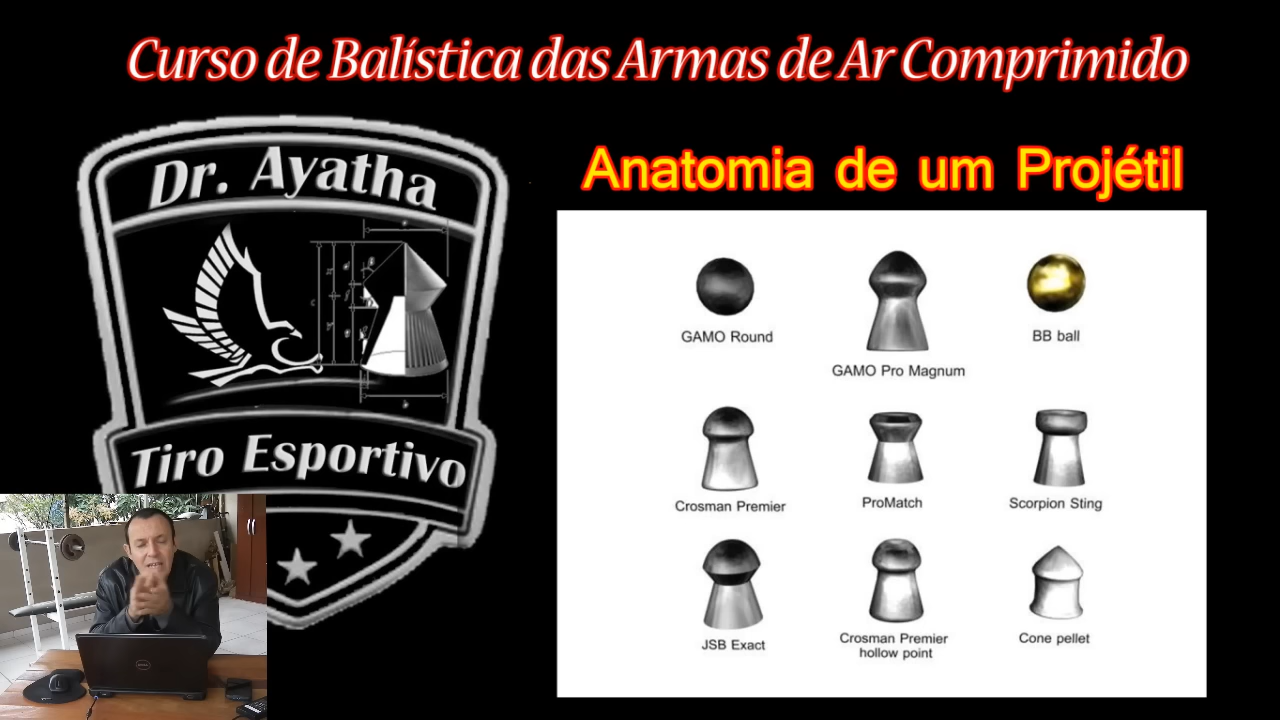 Curso de Balística das Armas de Ar Comprimido
Dr. Ayatha
Tiro Esportivo
Anatomia de um Projétil
GAMO Round
GAMO Pro Magnum
BB ball
Crosman Premier
ProMatch
Scorpion Sting
JSB Exact
Crosman Premier
hollow point
Cone pellet